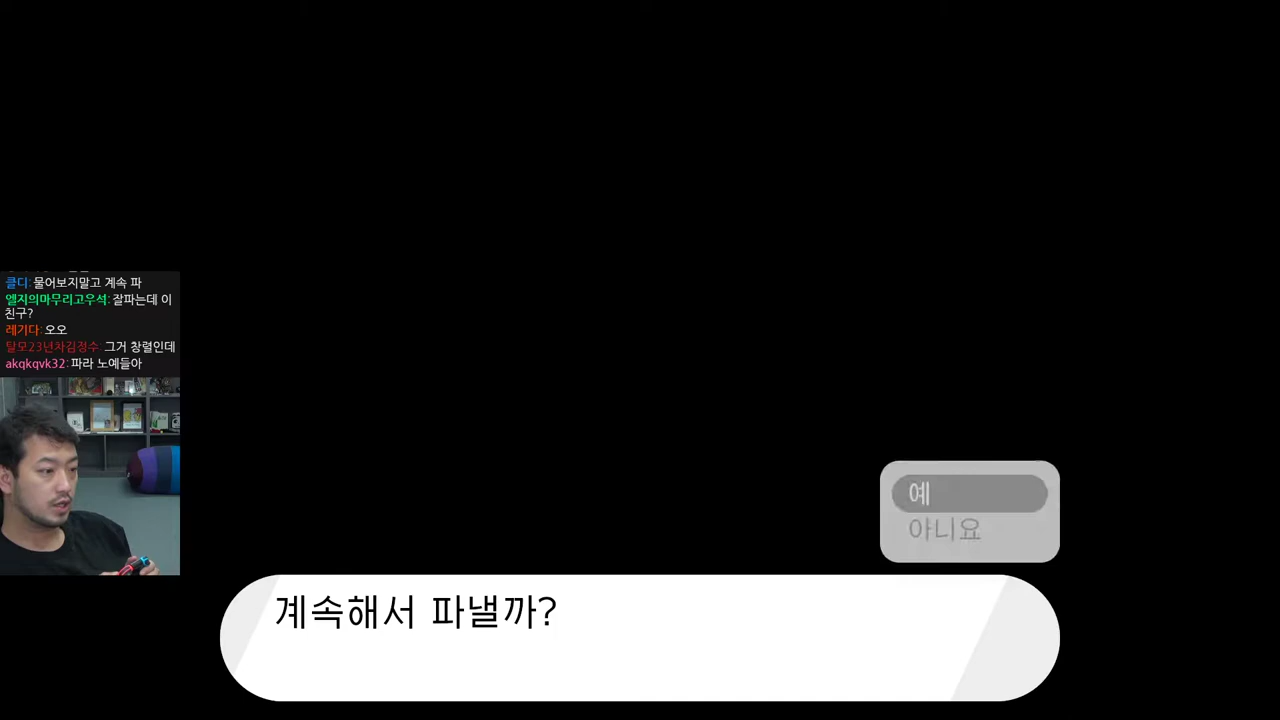 클디: 물어보지말고 계속 파
엘지의마무리고우석: 잘파는데 이
친구?
레기다: 오오
탈모23년차김정수: 그거 창렬인데
akqkqvk32: 파라 노예들아
예
아니요
계속해서 파낼까?